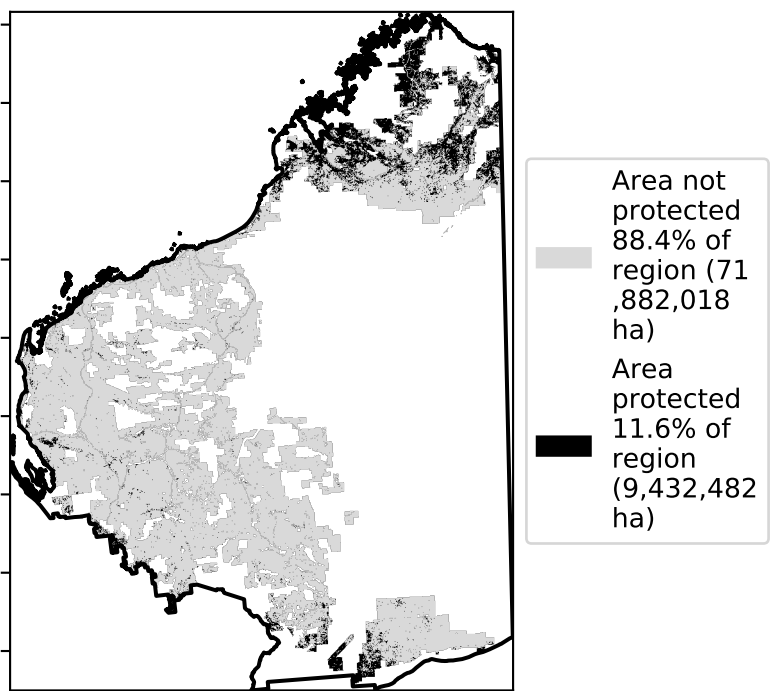 Area not
protected
88.4% of
region (71
,882,018
ha)
Area
protected
11.6% of
region
(9,432,482
ha)